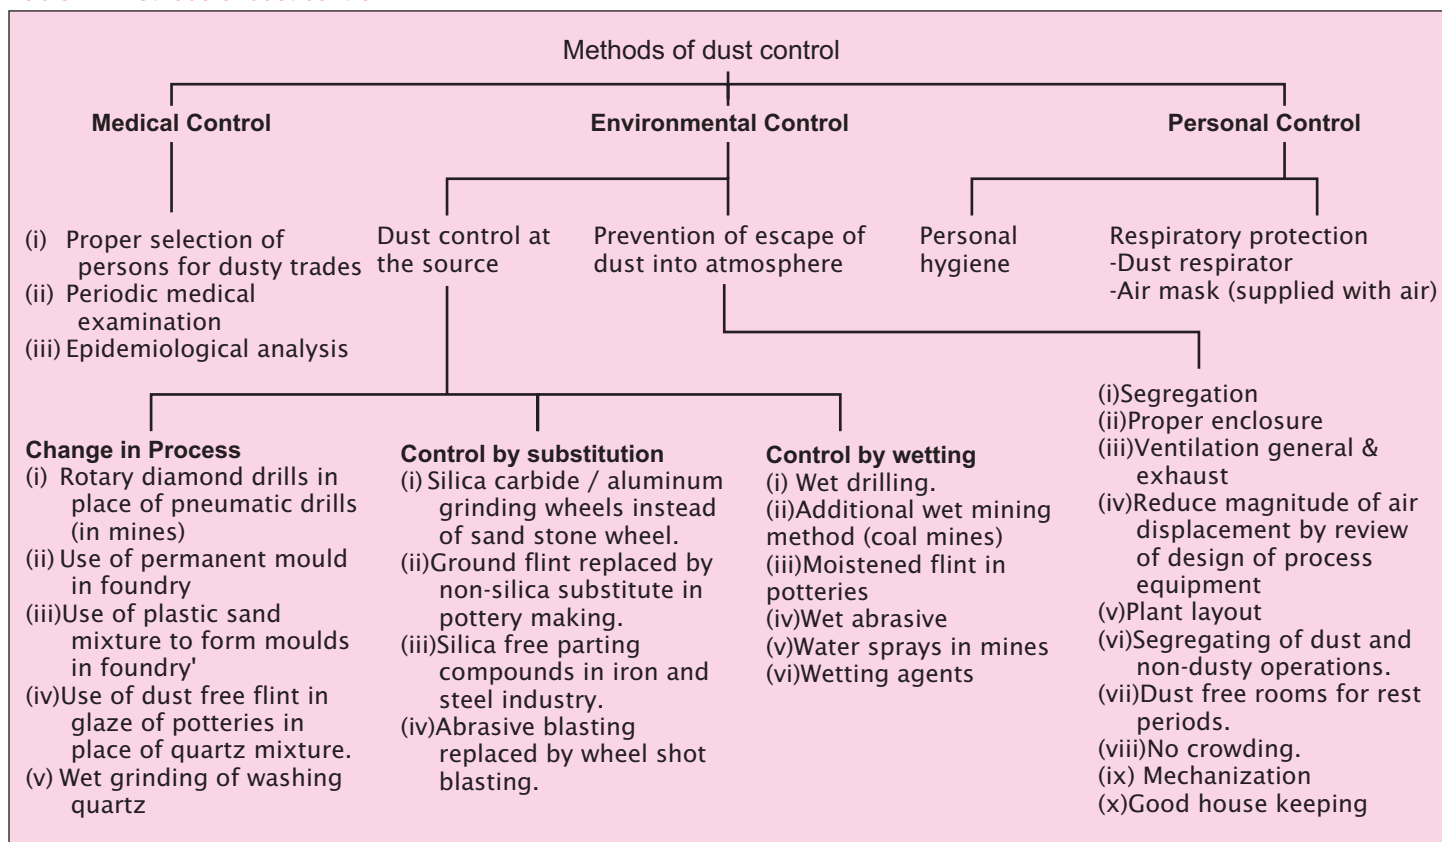 Methods of dust control
Medical Control
Environmental Control
Personal Control
(i) Proper selection of
persons for dusty trades
(ii) Periodic medical
examination
(iii) Epidemiological analysis
Dust control at
the source
Prevention of escape of
dust into atmosphere
Personal
hygiene
Respiratory protection
-Dust respirator
-Air mask (supplied with air)
Change in Process
(i) Rotary diamond drills in
place of pneumatic drills
(in mines)
(ii) Use of permanent mould
in foundry
(iii)Use of plastic sand
mixture to form moulds
in foundry'
(iv)Use of dust free flint in
glaze of potteries in
place of quartz mixture.
(v) Wet grinding of washing
quartz
Control by substitution
(i) Silica carbide / aluminum
grinding wheels instead
of sand stone wheel.
(ii)Ground flint replaced by
non-silica substitute in
pottery making.
(iii)Silica free parting
compounds in iron and
steel industry.
(iv)Abrasive blasting
replaced by wheel shot
blasting.
Control by wetting
(i) Wet drilling.
(ii)Additional wet mining
method (coal mines)
(iii)Moistened flint in
potteries
(iv)Wet abrasive
(v)Water sprays in mines
(vi)Wetting agents
(i)Segregation
(ii)Proper enclosure
(iii)Ventilation general &
exhaust
(iv)Reduce magnitude of air
displacement by review
of design of process
equipment
(v)Plant layout
(vi)Segregating of dust and
non-dusty operations.
(vii)Dust free rooms for rest
periods.
(viii)No crowding.
(ix) Mechanization
(x)Good house keeping